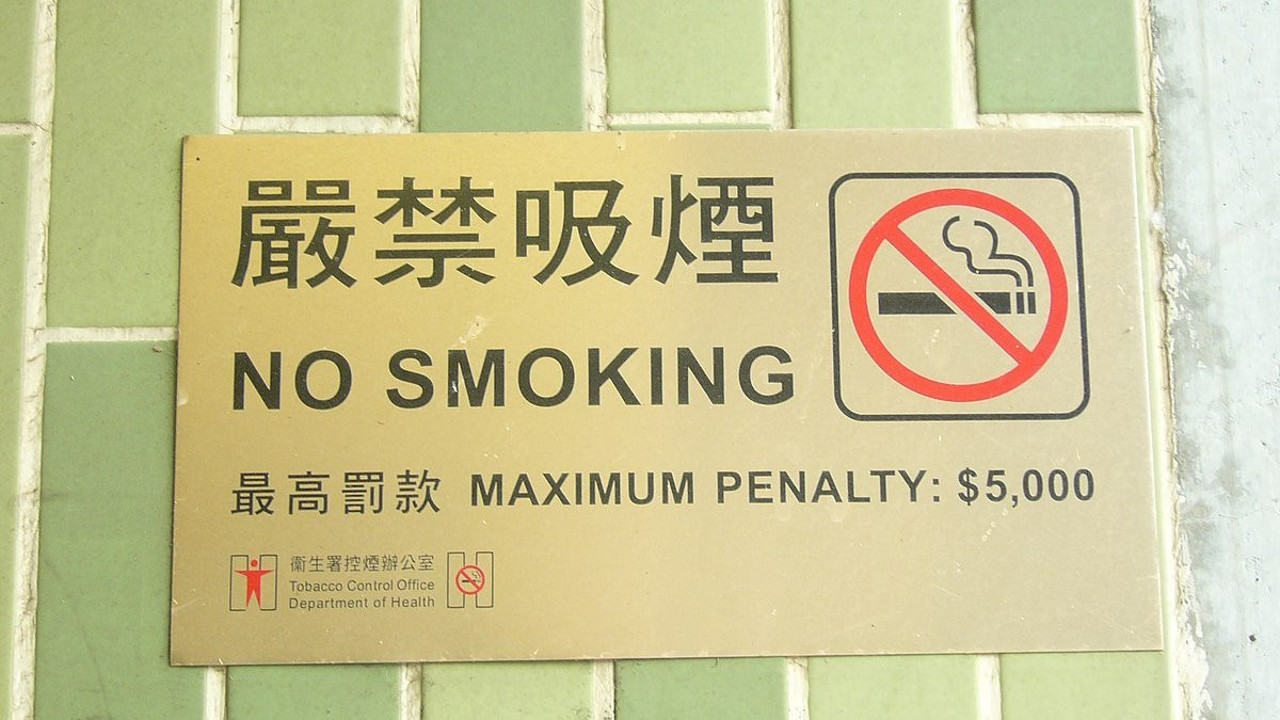 嚴禁吸煙
NO SMOKING
最高罰款 MAXIMUM PENALTY: $5,000
衞生署控煙辦公室
Tobacco Control Office
Department of Health